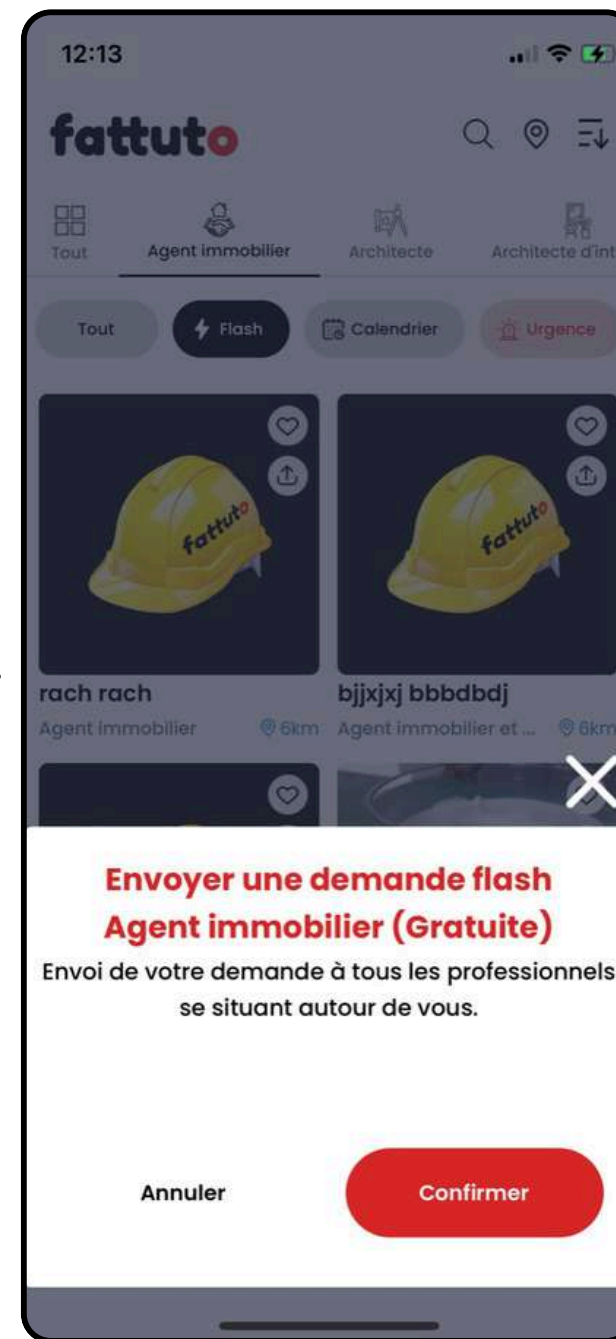 12:13
fattuto
Tout
Agent immobilier
Architecte
Architecte d'int
Tout
Flash
Calendrier
Urgence
fattuto
fattuto
rach rach
bjjxjxj bbbdbdj
Agent immobilier
6km
Agent immobilier et ...
6km
Envoyer une demande flash
Agent immobilier (Gratuite)
Envoi de votre demande à tous les professionnels
se situant autour de vous.
Annuler
Confirmer